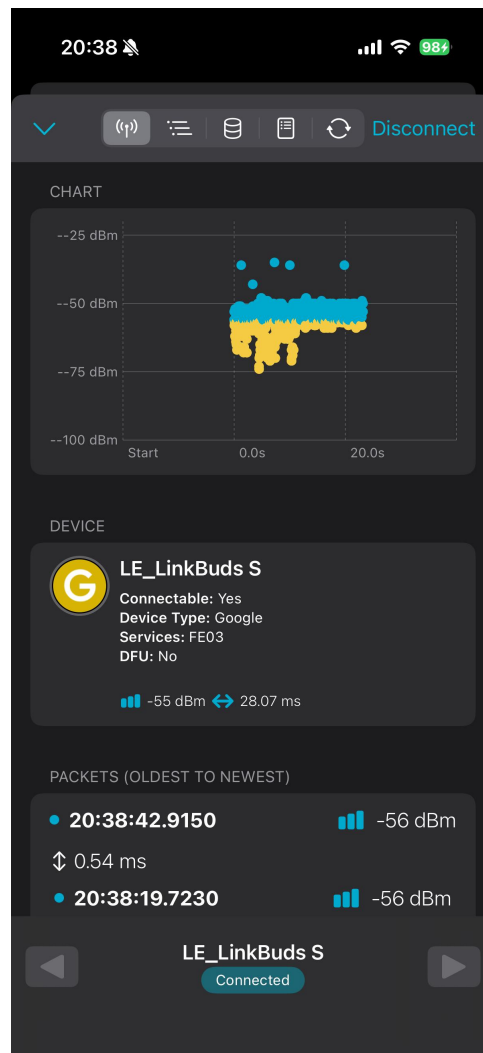 20:38
98
Disconnect
CHART
--25 dBm
--50 dBm
--75 dBm
--100 dBm
Start 0.0s 20.0s
DEVICE
G
LE_LinkBuds S
Connectable: Yes
Device Type: Google
Services: FE03
DFU: No
-55 dBm 28.07 ms
PACKETS (OLDEST TO NEWEST)
20:38:42.9150 -56 dBm
0.54 ms
20:38:19.7230 -56 dBm
LE_LinkBuds S
Connected